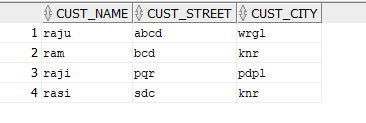 CUST_NAME CUST_STREET CUST_CITY
1 raju abcd wrgl
2 ram bcd knr
3 raji pqr pdpl
4 rasi sdc knr